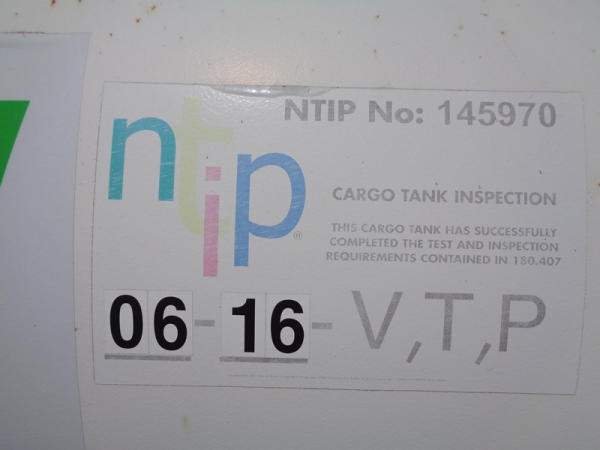 NTIP No: 145970
ntip®
CARGO TANK INSPECTION
THIS CARGO TANK HAS SUCCESSFULLY
COMPLETED THE TEST AND INSPECTION
REQUIREMENTS CONTAINED IN 180.407
06-16-V,T,P